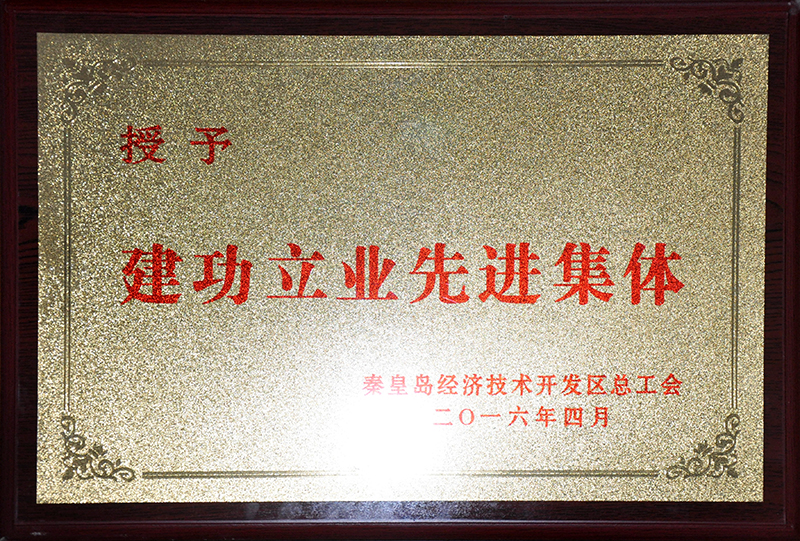 授予
建功立业先进集体
秦皇岛经济技术开发区总工会
二〇一六年四月